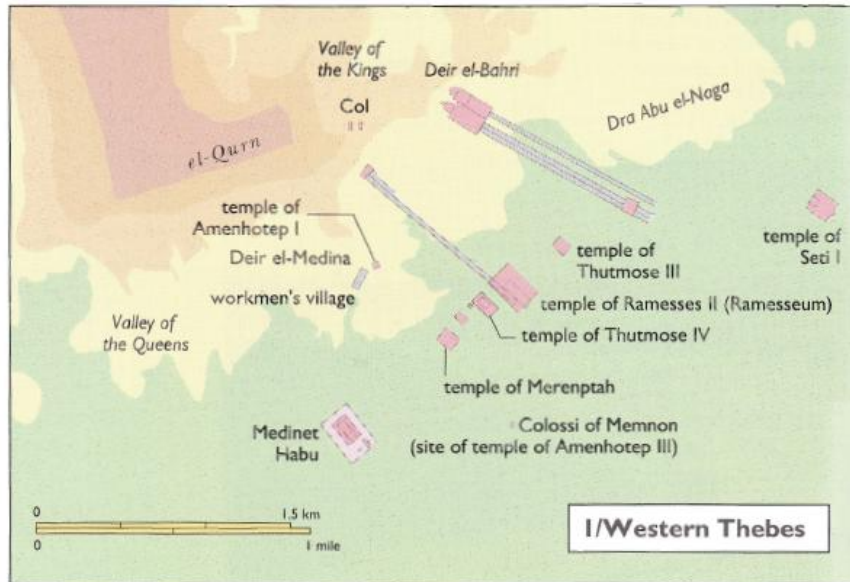 Valley of
the Kings
Deir el-Bahri
Col
Dra Abu el-Naga
el-Qurn
temple of
Amenhotep I
Deir el-Medina
workmen's village
temple of
Thutmose III
temple of
Seti I
temple of Ramesses II (Ramesseum)
temple of Thutmose IV
Valley of
the Queens
temple of Merenptah
Medinet
Habu
Colossi of Memnon
(site of temple of Amenhotep III)
0
1.5 km
0
1 mile
1/Western Thebes